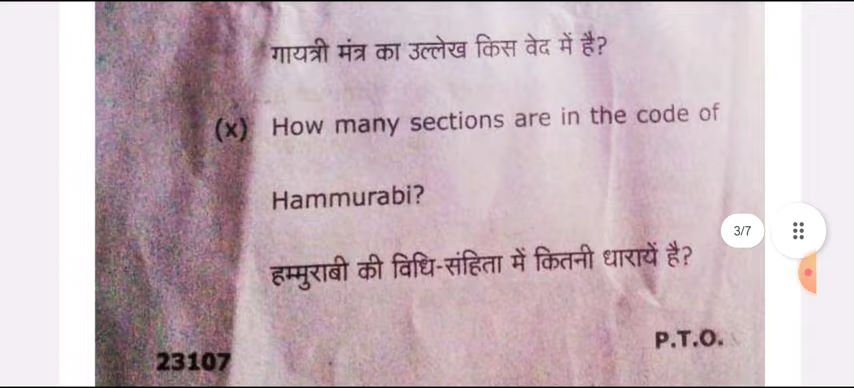 गायत्री मंत्र का उल्लेख किस वेद में है?
(x) How many sections are in the code of
Hammurabi?
3/7
हम्मुराबी की विधि-संहिता में कितनी धारायें है?
P.T.O.
23107